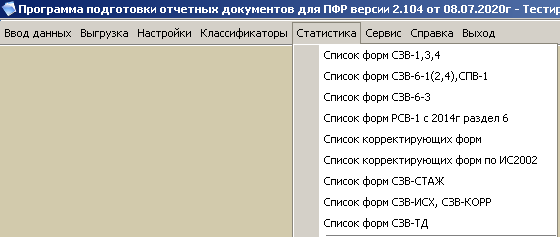 Программа подготовки отчетных документов для ПФР версии 2.104 от 08.07.2020г - Тестир
Ввод данных Выгрузка Настройки Классификаторы Статистика Сервис Справка Выход
Список форм СЗВ-1,3,4
Список форм СЗВ-6-1(2,4),СПВ-1
Список форм СЗВ-6-3
Список форм РСВ-1 с 2014г раздел 6
Список корректирующих форм
Список корректирующих форм по ИС2002
Список форм СЗВ-СТАЖ
Список форм СЗВ-ИСХ, СЗВ-КОРР
Список форм СЗВ-ТД